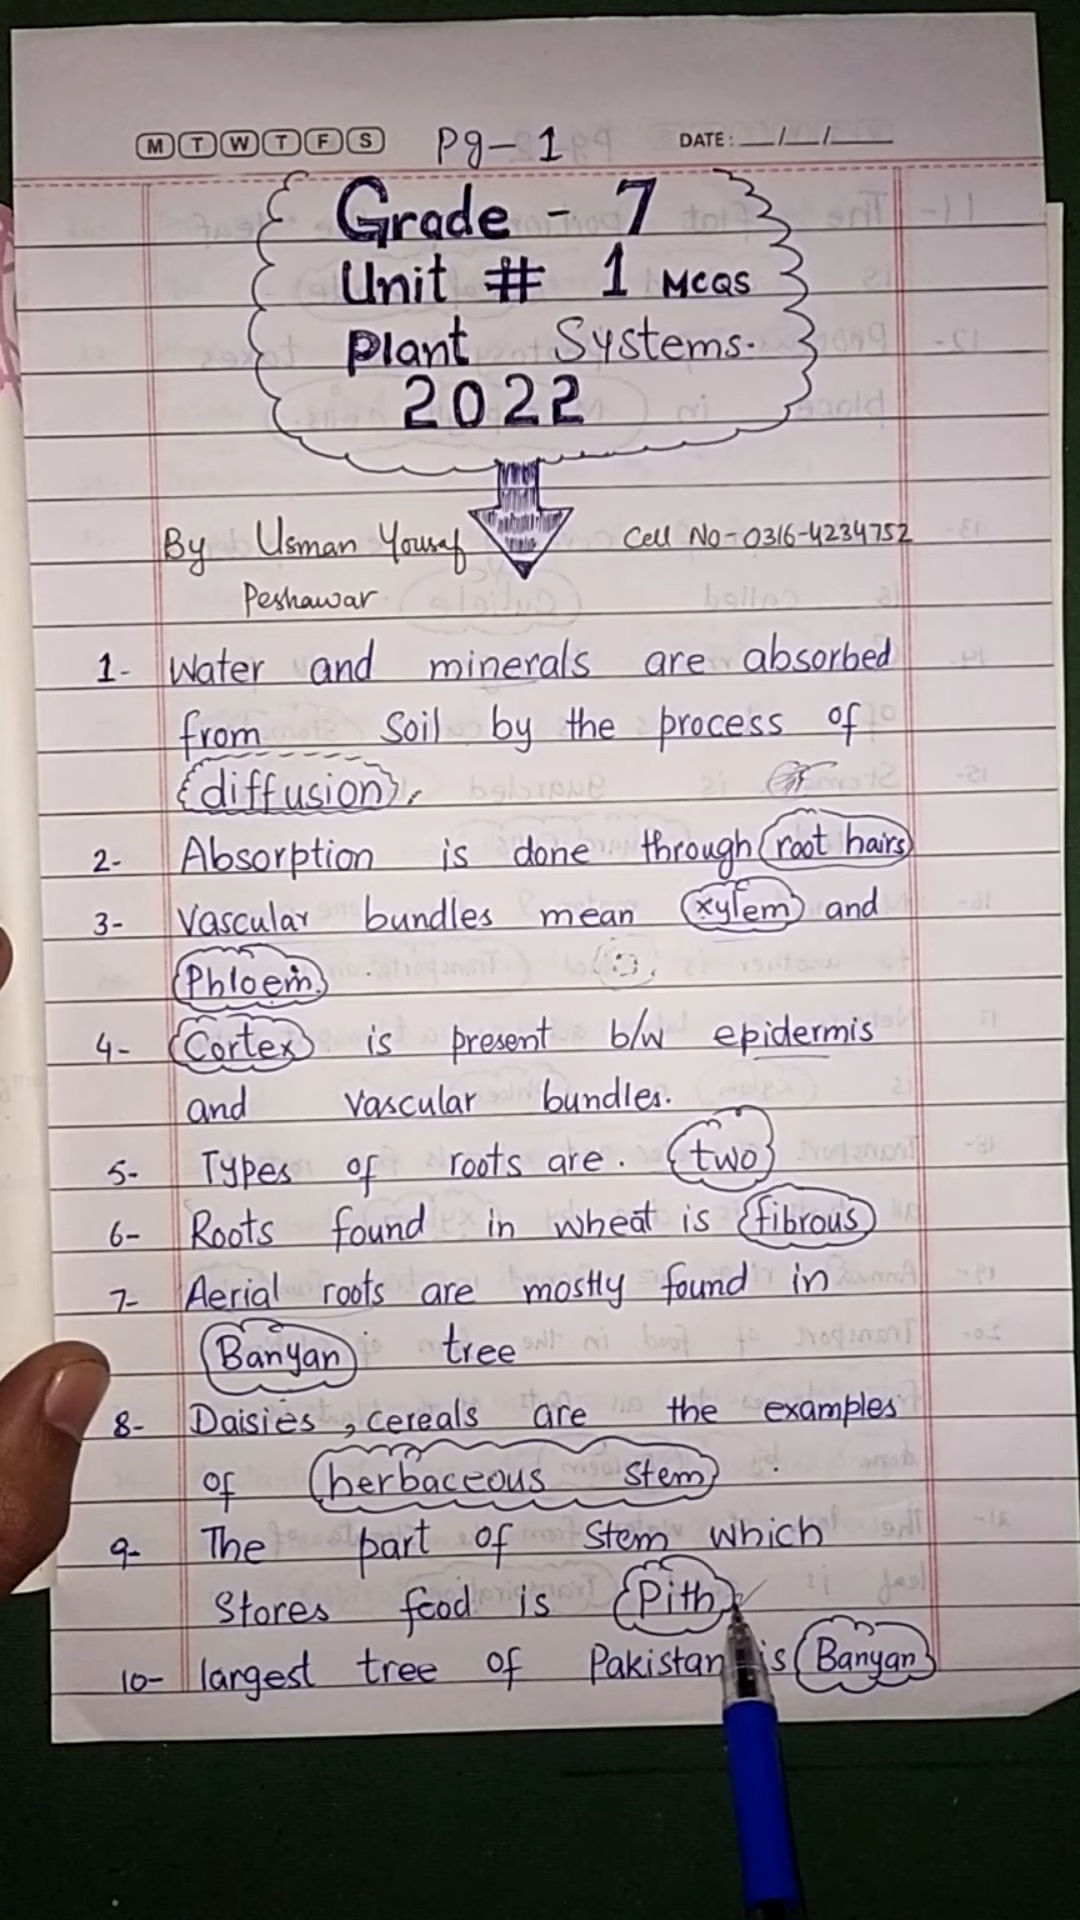 M T W T F S Pg-1 DATE: __/__/____
Grade - 7
Unit # 1 MCQS
Plant Systems.
2022
By Usman Yousaf Cell No-0316-4234752
Peshawar
1- Water and minerals are absorbed
from soil by the process of
diffusion.
2- Absorption is done through root hairs
3- Vascular bundles mean xylem and
Phloem
4- Cortex is present b/w epidermis
and vascular bundles.
5- Types of roots are. two
6- Roots found in wheat is fibrous
7- Aerial roots are mostly found in
Banyan tree
8- Daisies, cereals are the examples
of herbaceous stem
9- The part of stem which
stores food is Pith
10- largest tree of Pakistan is Banyan